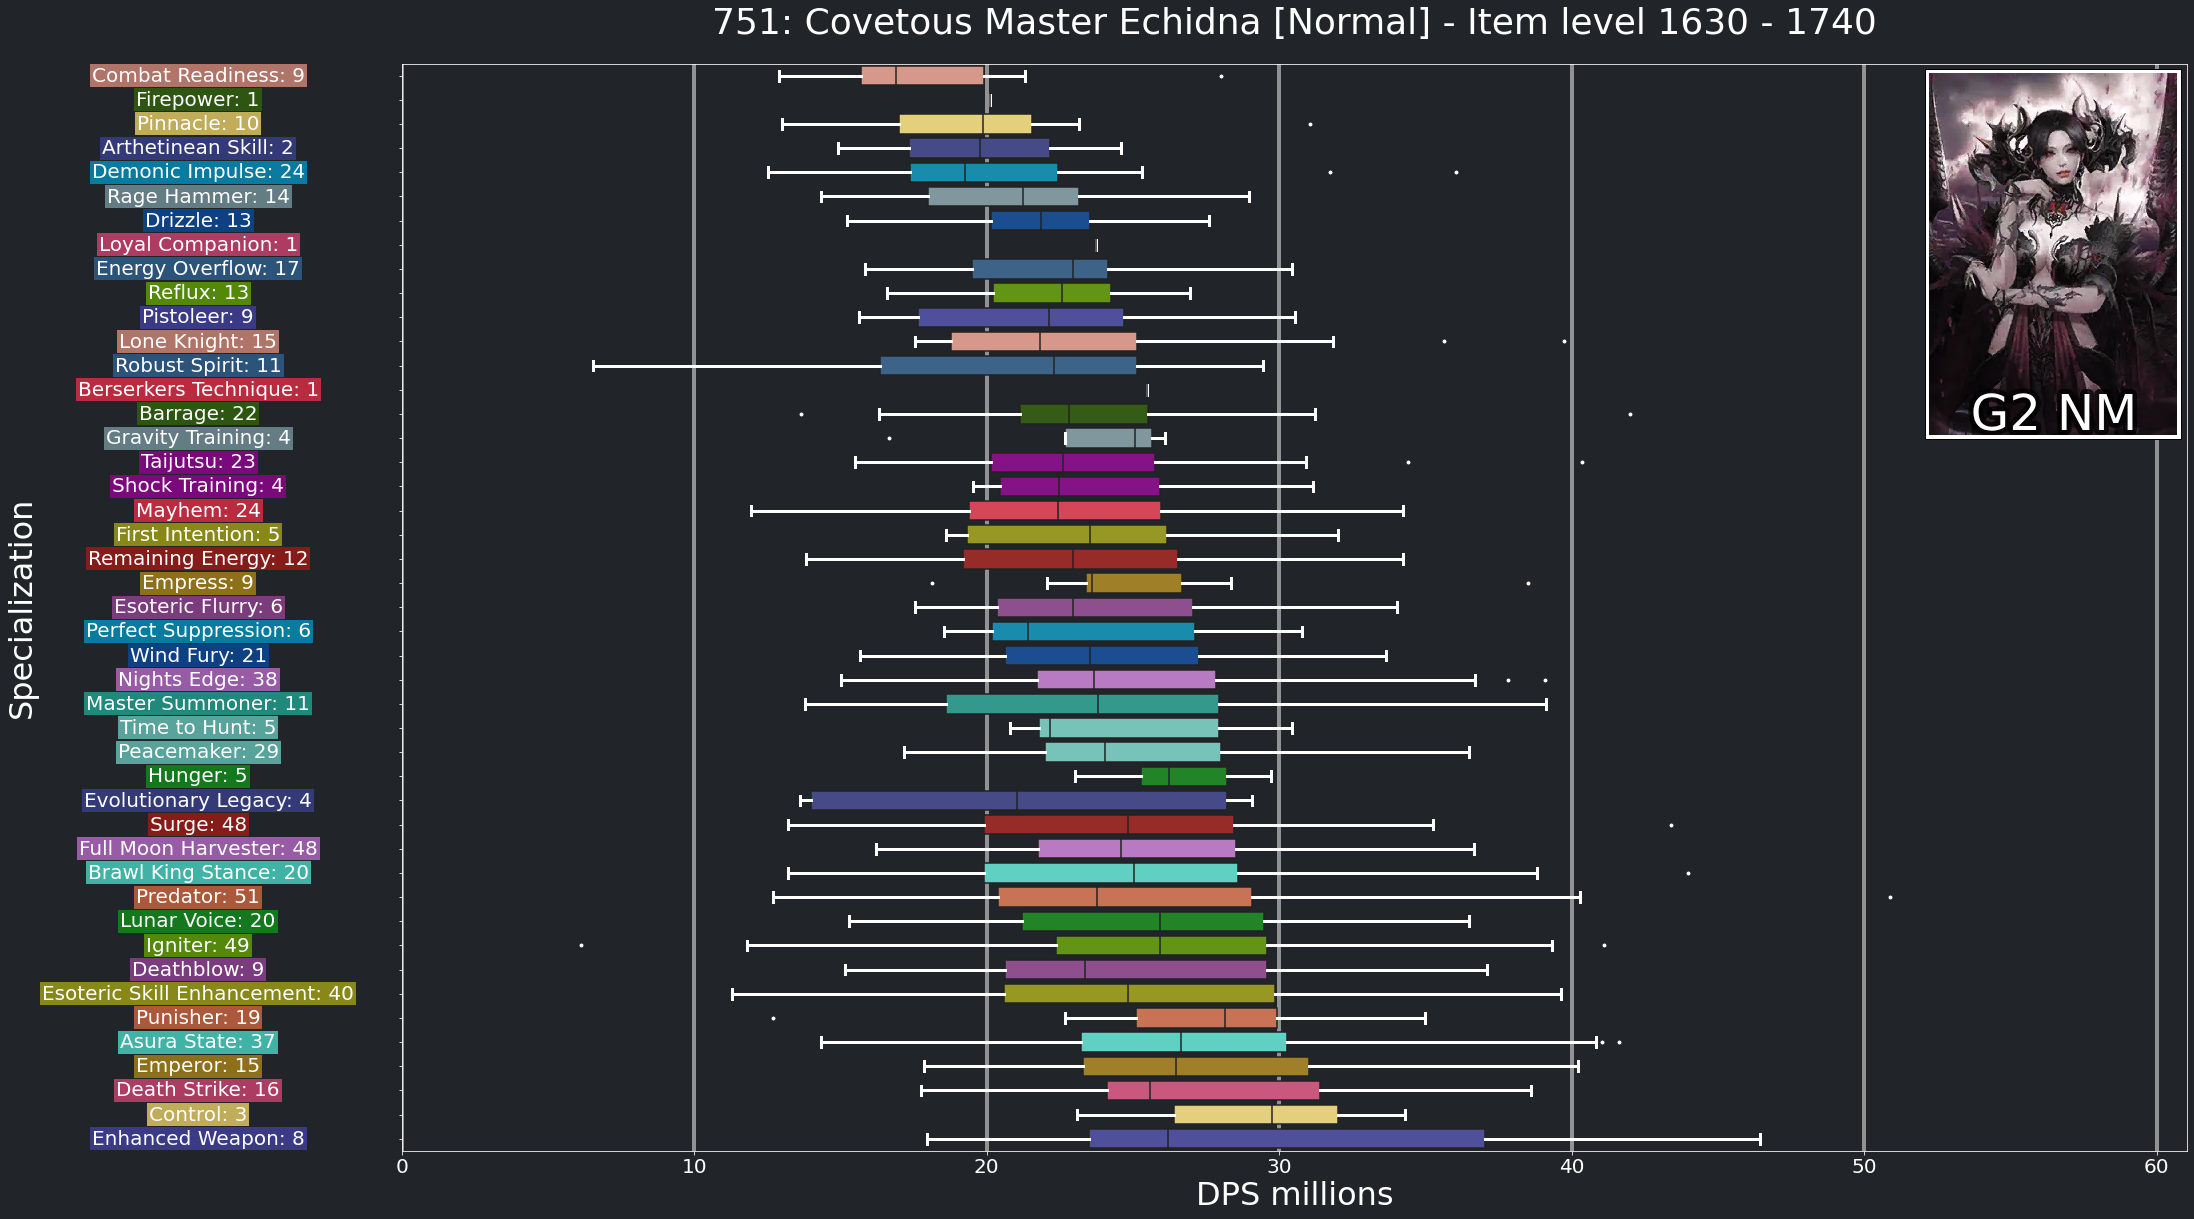 751: Covetous Master Echidna [Normal] - Item level 1630 - 1740
Combat Readiness: 9
Firepower: 1
Pinnacle: 10
Arthetinean Skill: 2
Demonic Impulse: 24
Rage Hammer: 14
Drizzle: 13
Loyal Companion: 1
Energy Overflow: 17
Reflux: 13
Pistoleer: 9
Lone Knight: 15
Robust Spirit: 11
Berserkers Technique: 1
Barrage: 22
Gravity Training: 4
Taijutsu: 23
Shock Training: 4
Mayhem: 24
First Intention: 5
Remaining Energy: 12
Empress: 9
Esoteric Flurry: 6
Perfect Suppression: 6
Wind Fury: 21
Nights Edge: 38
Master Summoner: 11
Time to Hunt: 5
Peacemaker: 29
Hunger: 5
Evolutionary Legacy: 4
Surge: 48
Full Moon Harvester: 48
Brawl King Stance: 20
Predator: 51
Lunar Voice: 20
Igniter: 49
Deathblow: 9
Esoteric Skill Enhancement: 40
Punisher: 19
Asura State: 37
Emperor: 15
Death Strike: 16
Control: 3
Enhanced Weapon: 8
Specialization
G2 NM
0 10 20 30 40 50 60
DPS millions